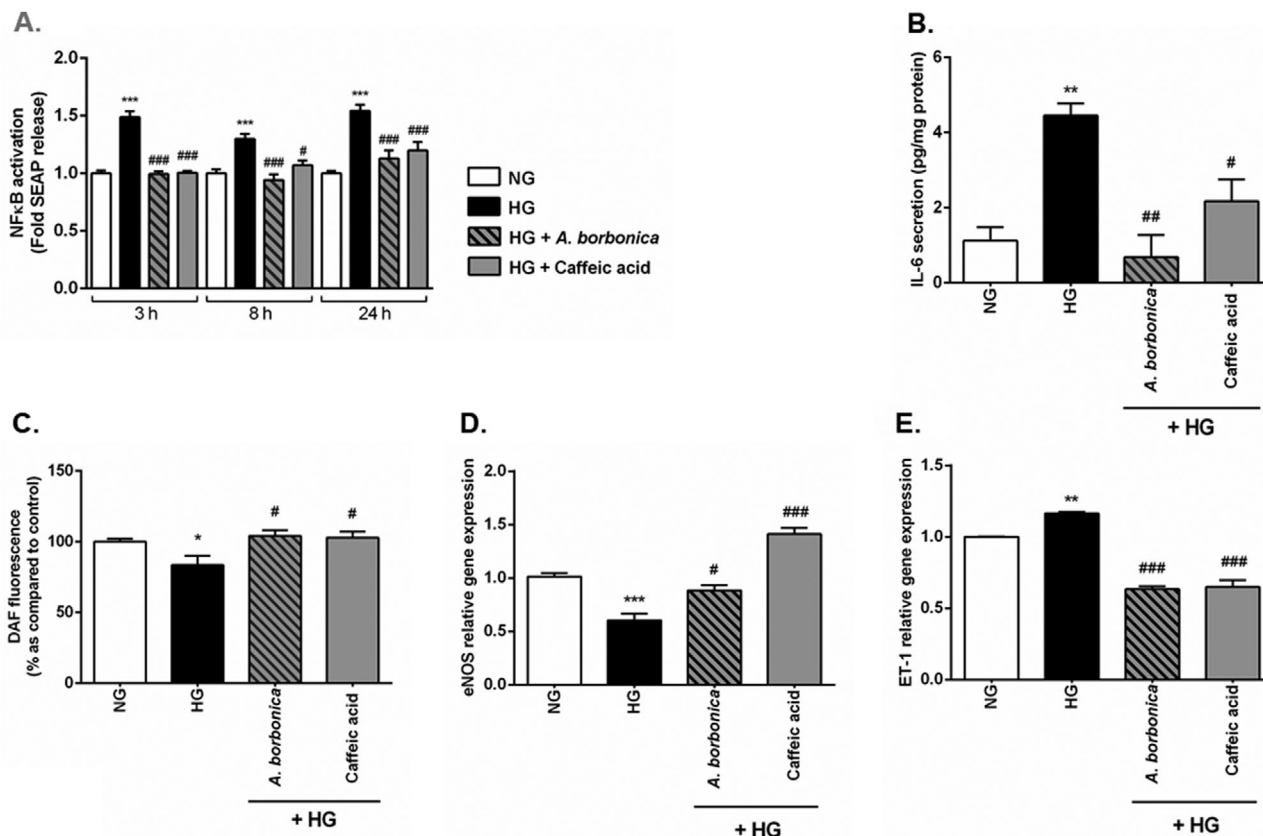 A.
NFκB activation
(Fold SEAP release)
2.0
1.5
1.0
0.5
0.0
***
###
###
***
###
#
***
###
###
3 h
8 h
24 h
NG
HG
HG + A. borbonica
HG + Caffeic acid
B.
IL-6 secretion (pg/mg protein)
6
4
2
0
**
##
#
NG
HG
A. borbonica
Caffeic acid
+ HG
C.
DAF fluorescence
(% as compared to control)
150
100
50
0
*
#
#
NG
HG
A. borbonica
Caffeic acid
+ HG
D.
eNOS relative gene expression
2.0
1.5
1.0
0.5
0.0
***
#
###
NG
HG
A. borbonica
Caffeic acid
+ HG
E.
ET-1 relative gene expression
1.5
1.0
0.5
0.0
**
###
###
NG
HG
A. borbonica
Caffeic acid
+ HG